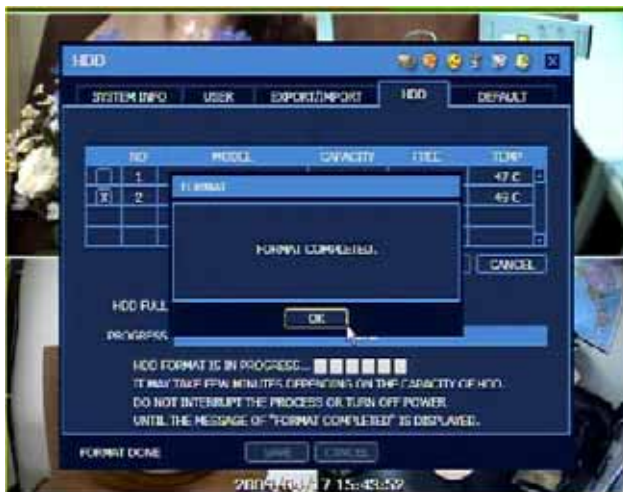 HDD
SYSTEM INFO USER EXPORT/IMPORT HDD DEFAULT
NO MODEL CAPACITY FREE TEMP
1 47 C
X 2 49 C
FORMAT
FORMAT COMPLETED.
CANCEL
OK
HDD FULL
PROGRESS
HDD FORMAT IS IN PROGRESS...
IT MAY TAKE FEW MINUTES DEPENDING ON THE CAPACITY OF HDD.
DO NOT INTERRUPT THE PROCESS OR TURN OFF POWER
UNTIL THE MESSAGE OF "FORMAT COMPLETED" IS DISPLAYED.
FORMAT DONE SAVE CANCEL
15:43:52